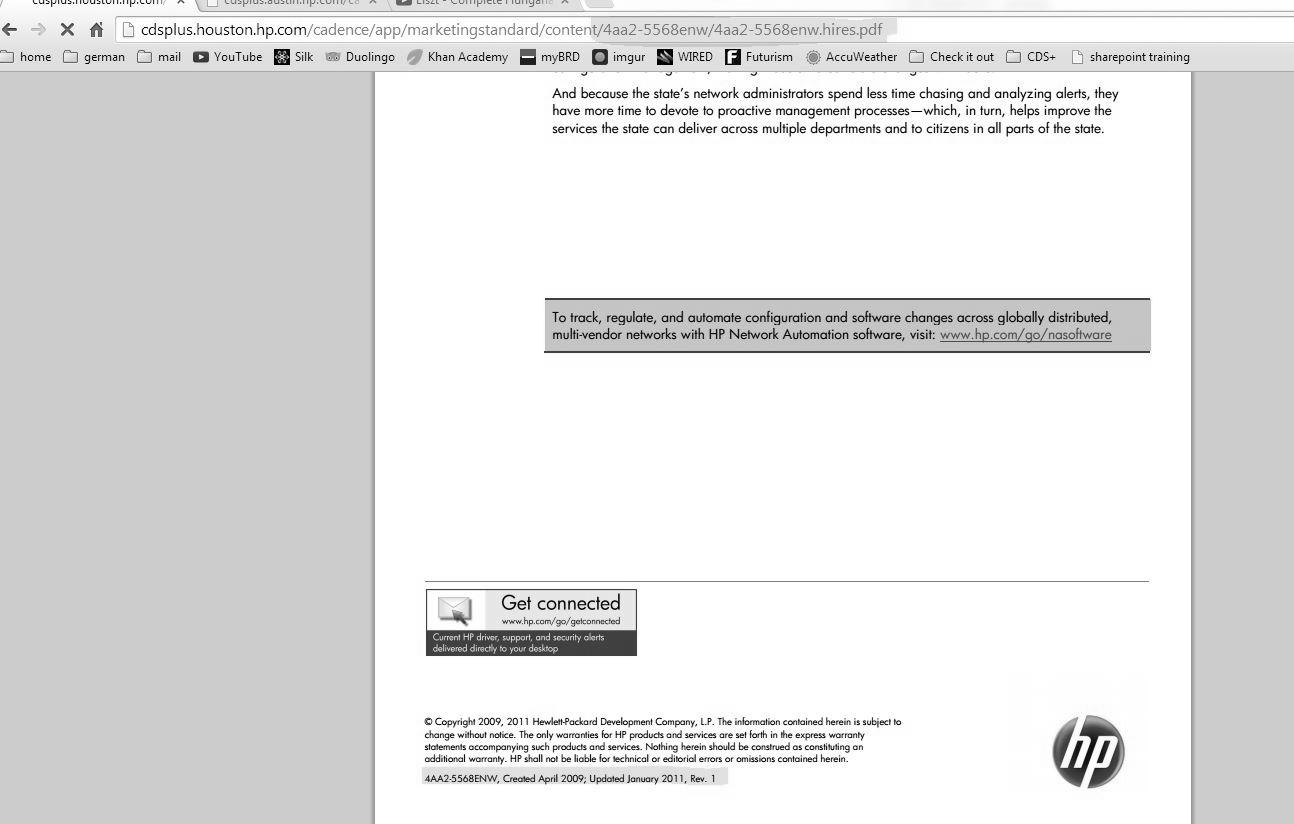 cdsplus.houston.hp.com/
cdsplus.austin.hp.com/ca
Liszt - Complete Hungaria
cdsplus.houston.hp.com/cadence/app/marketingstandard/content/4aa2-5568enw/4aa2-5568enw.hires.pdf
home german mail YouTube Silk Duolingo Khan Academy myBRD imgur WIRED Futurism AccuWeather Check it out CDS+ sharepoint training
And because the state's network administrators spend less time chasing and analyzing alerts, they
have more time to devote to proactive management processes—which, in turn, helps improve the
services the state can deliver across multiple departments and to citizens in all parts of the state.
To track, regulate, and automate configuration and software changes across globally distributed,
multi-vendor networks with HP Network Automation software, visit: www.hp.com/go/nasoftware
Get connected
www.hp.com/go/getconnected
Current HP driver, support, and security alerts
delivered directly to your desktop
© Copyright 2009, 2011 Hewlett-Packard Development Company, L.P. The information contained herein is subject to
change without notice. The only warranties for HP products and services are set forth in the express warranty
statements accompanying such products and services. Nothing herein should be construed as constituting an
additional warranty. HP shall not be liable for technical or editorial errors or omissions contained herein.
4AA2-5568ENW, Created April 2009; Updated January 2011, Rev. 1
hp